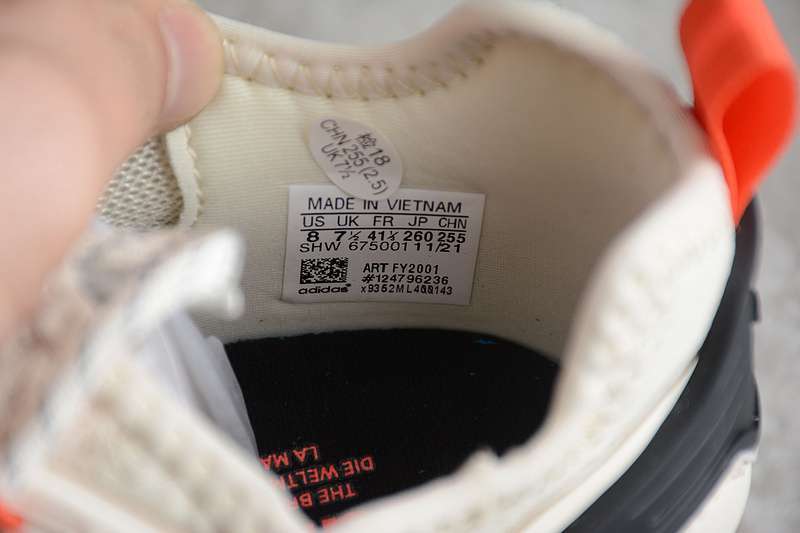 检18
CHN 255(2.5)
UK 7½
MADE IN VIETNAM
US UK FR JP CHN
8 7½ 41⅓ 260 255
SHW 675001 11/21
ART FY2001
#124796236
adidas x9352ML400143
THE BE
DIE WELT
LA MA